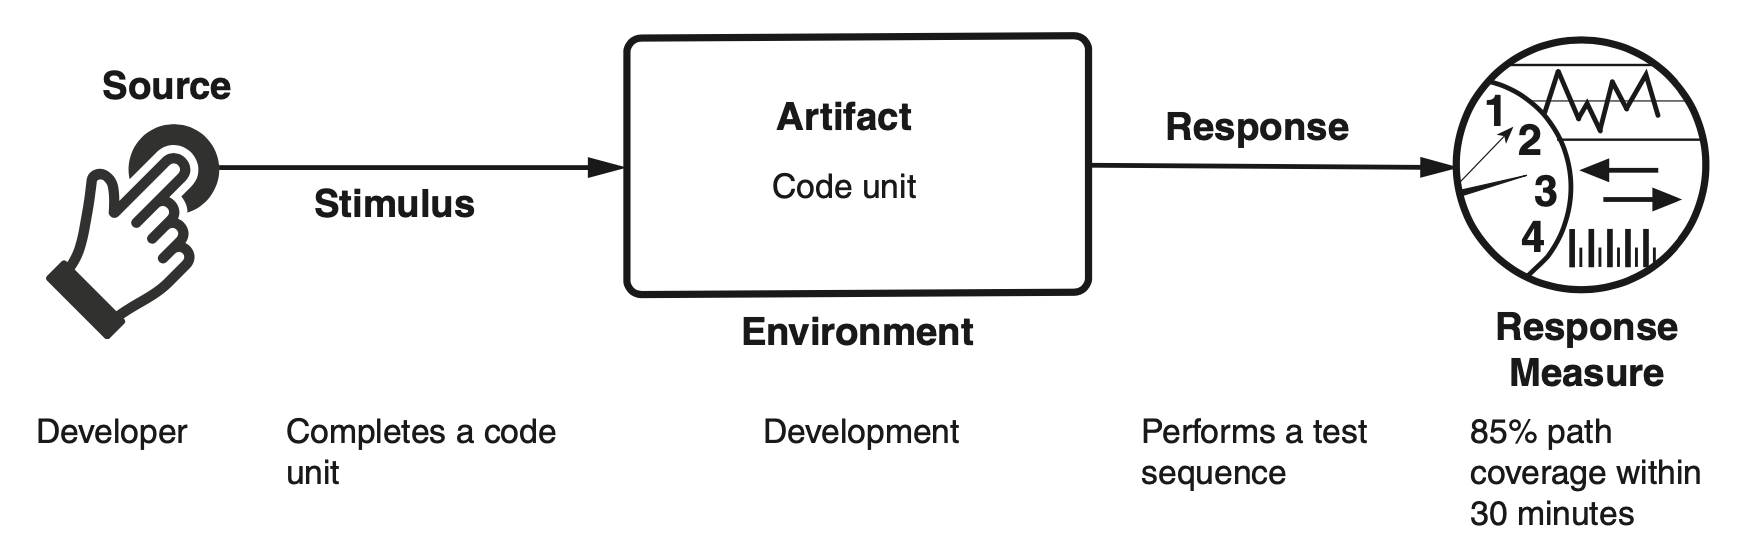 Source
Stimulus
Artifact
Code unit
Environment
Response
1
2
3
4
Response
Measure
Developer
Completes a code
unit
Development
Performs a test
sequence
85% path
coverage within
30 minutes